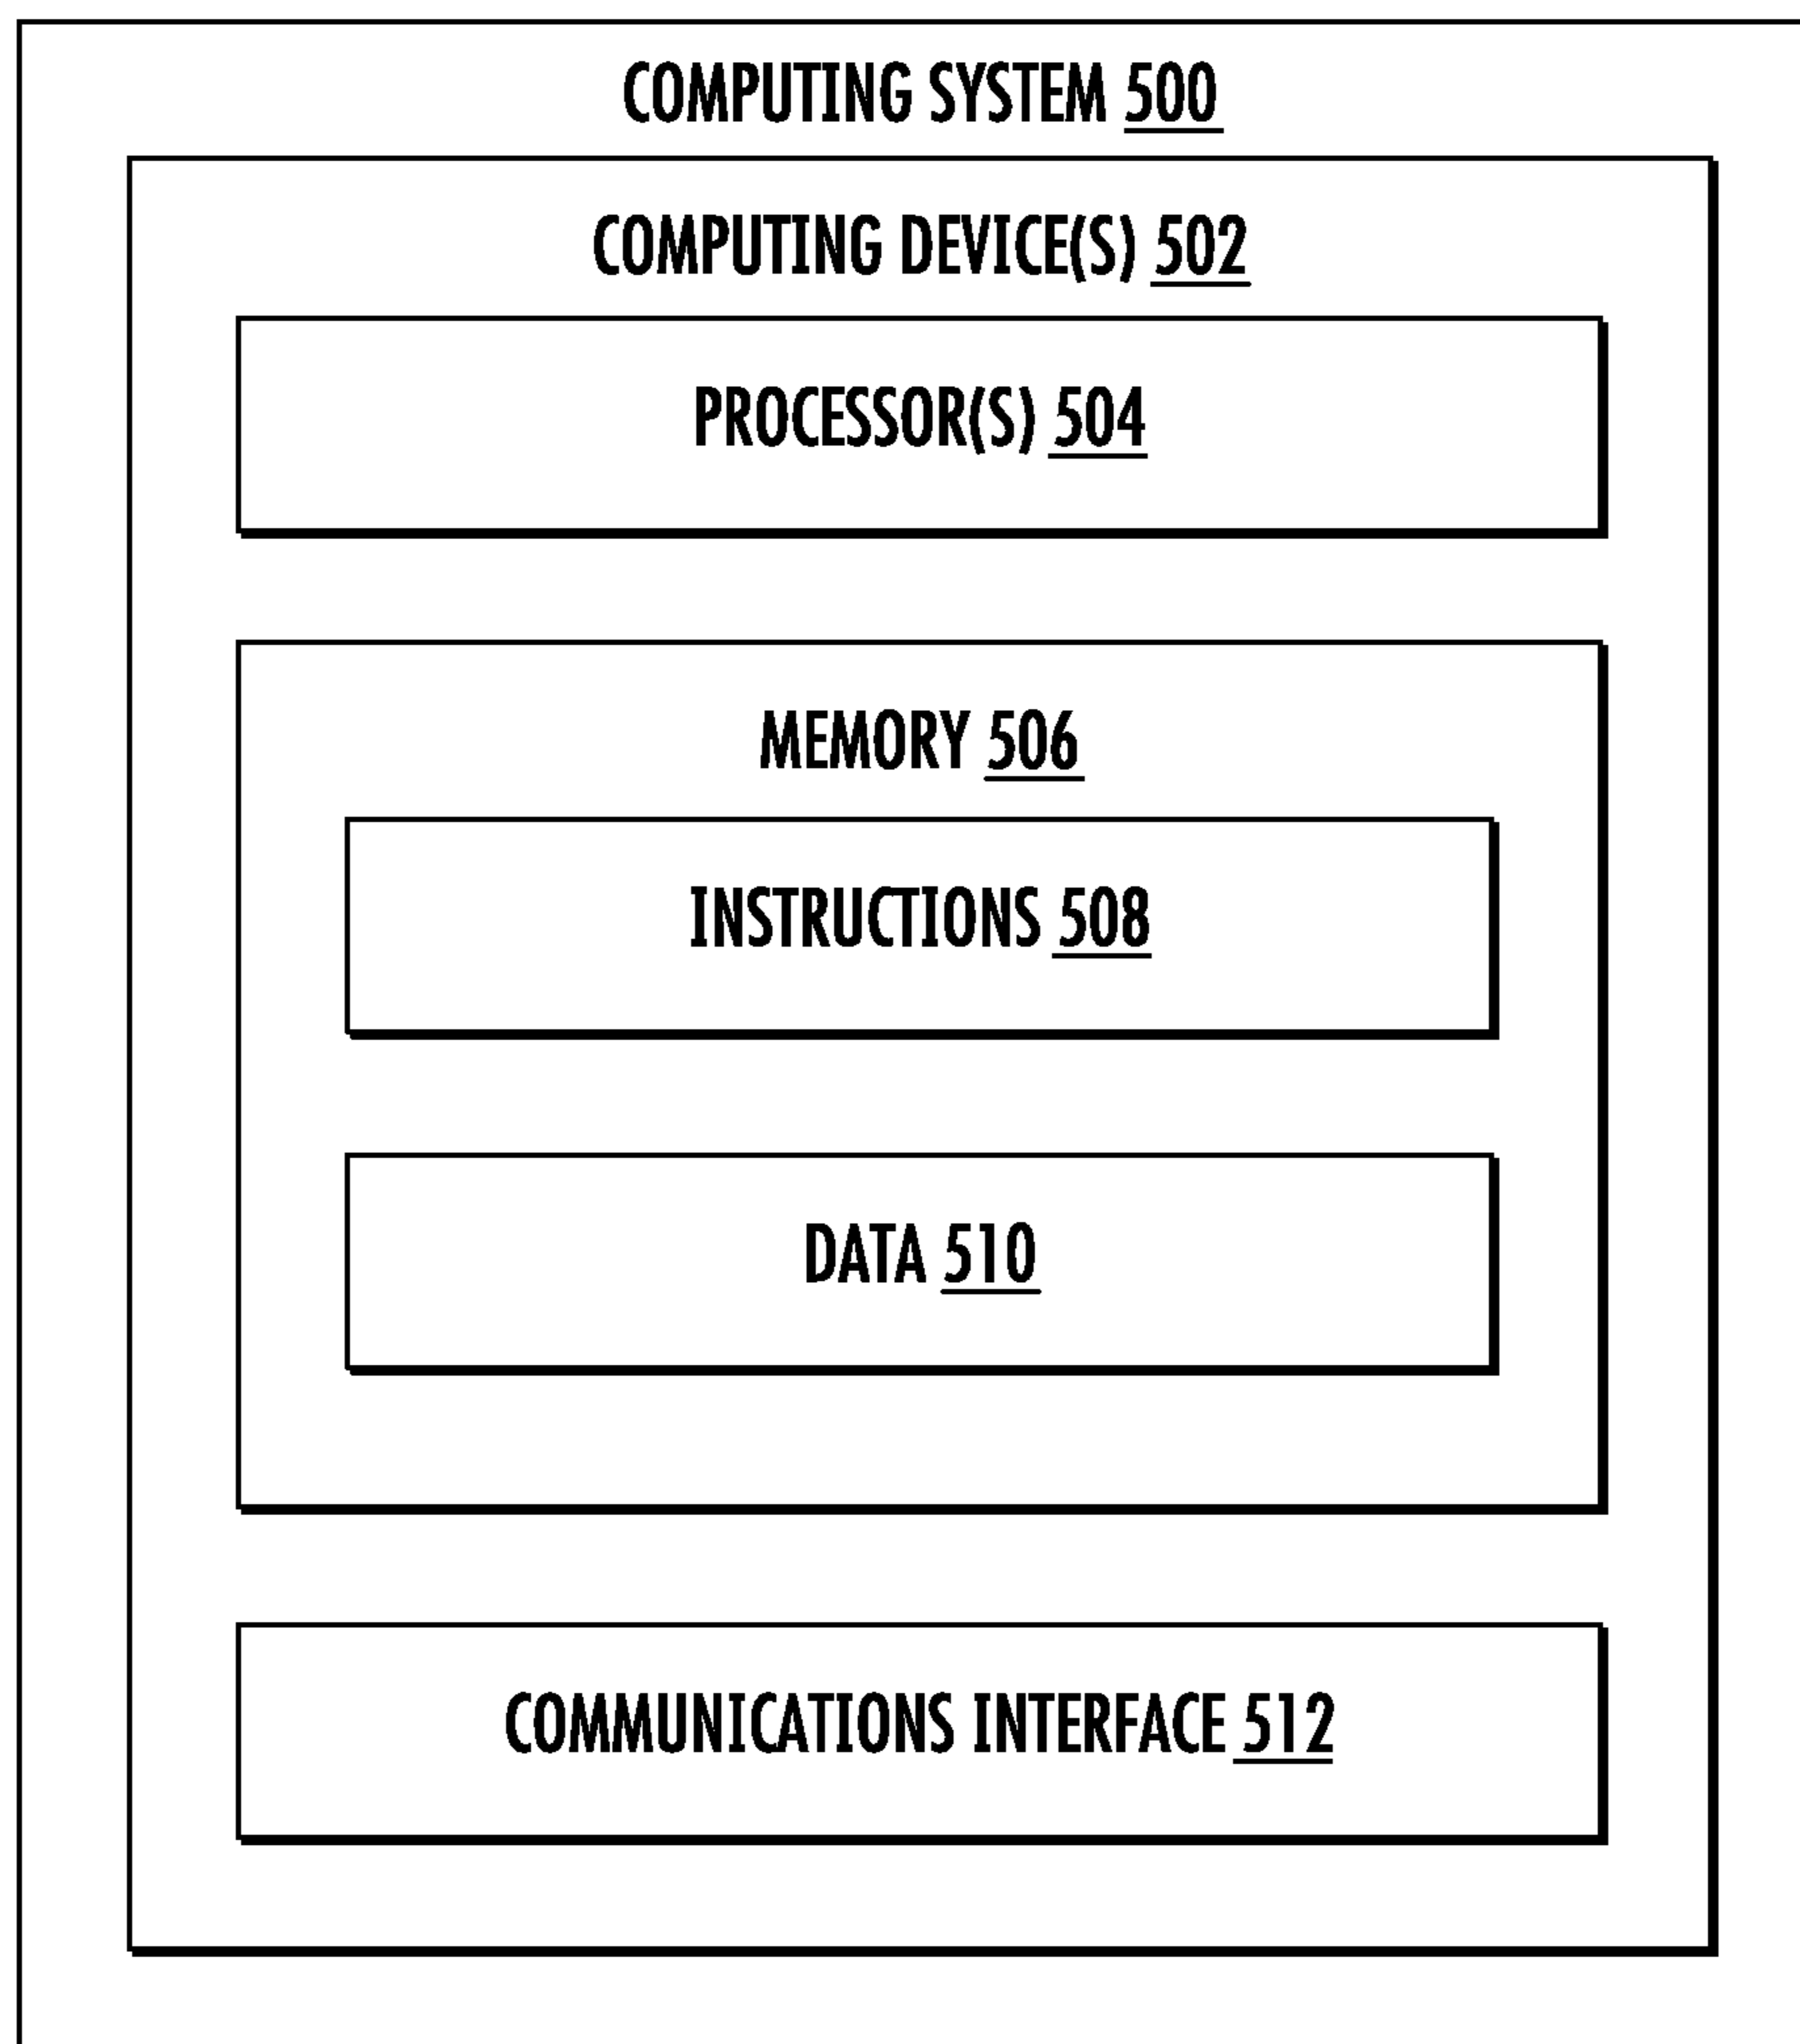 COMPUTING SYSTEM 500
COMPUTING DEVICE(S) 502
PROCESSOR(S) 504
MEMORY 506
INSTRUCTIONS 508
DATA 510
COMMUNICATIONS INTERFACE 512